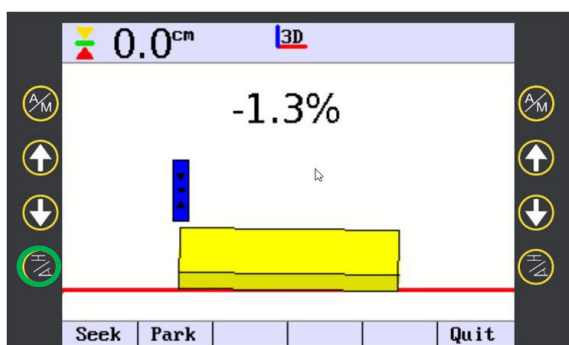 0.0cm 3D
A/M A/M
-1.3%
H/∠ H/∠
Seek Park Quit